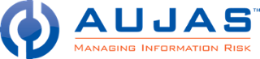 AUJAS™
MANAGING INFORMATION RISK